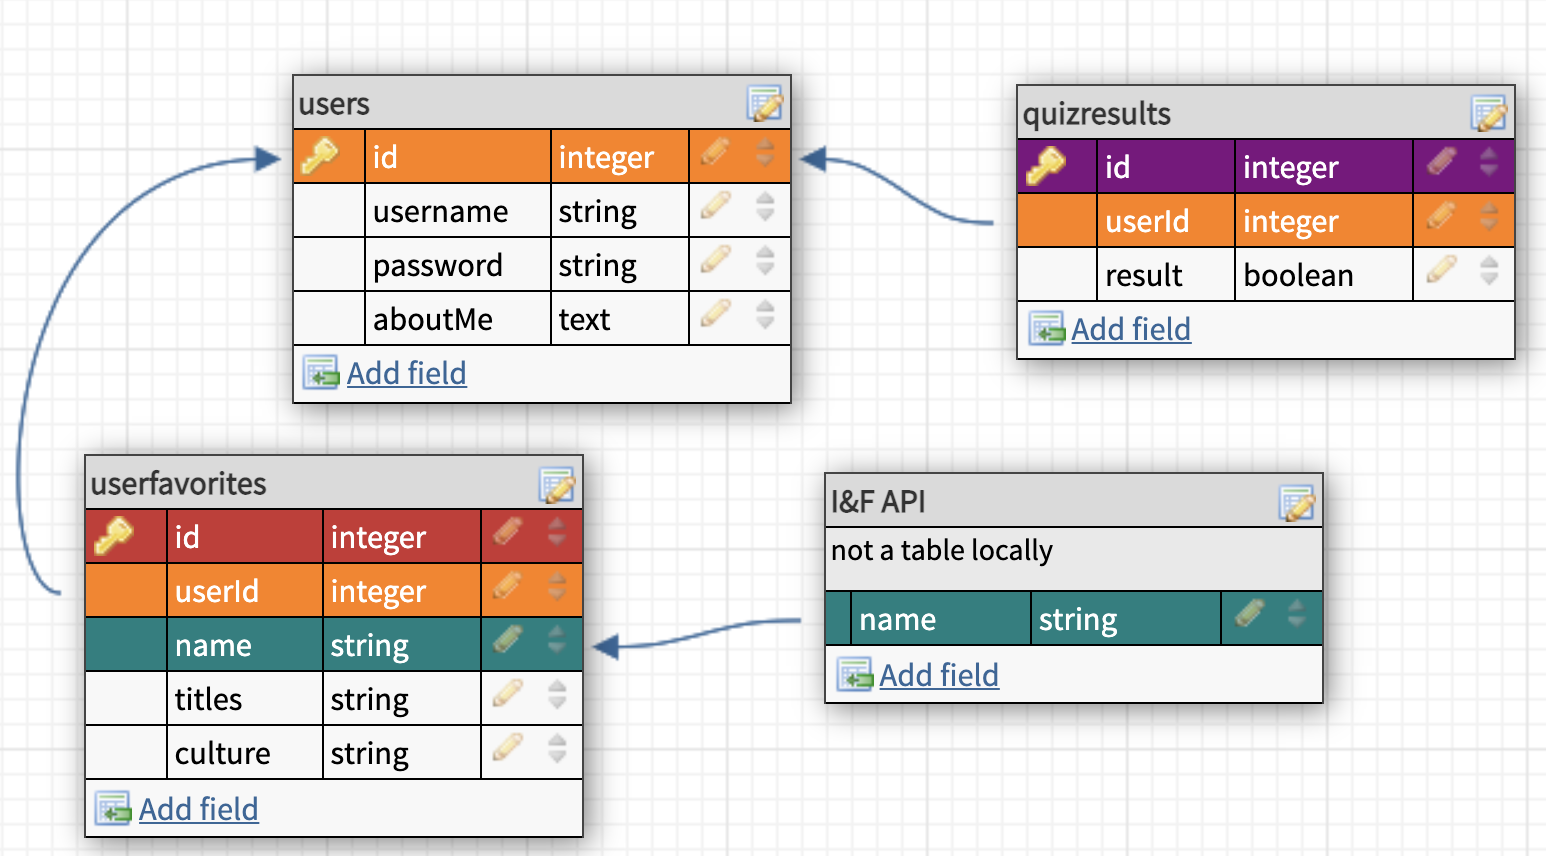 users
id integer
username string
password string
aboutMe text
Add field
quizresults
id integer
userId integer
result boolean
Add field
userfavorites
id integer
userId integer
name string
titles string
culture string
Add field
I&F API
not a table locally
name string
Add field